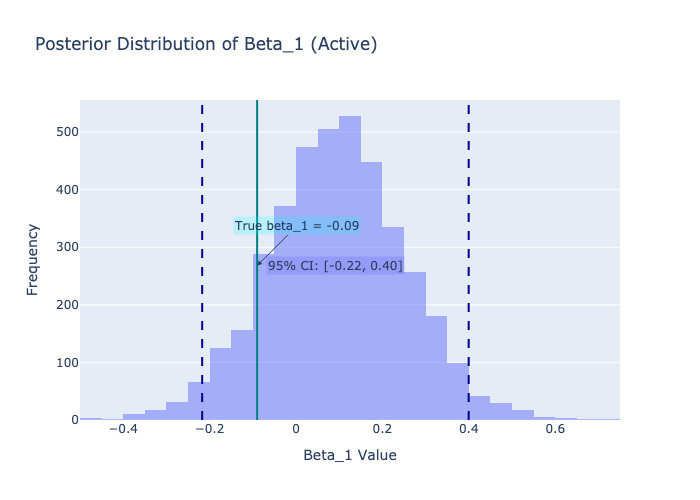 Posterior Distribution of Beta_1 (Active)
500
400
300
200
100
0
Frequency
True beta_1 = -0.09
95% CI: [-0.22, 0.40]
−0.4
−0.2
0
0.2
0.4
0.6
Beta_1 Value